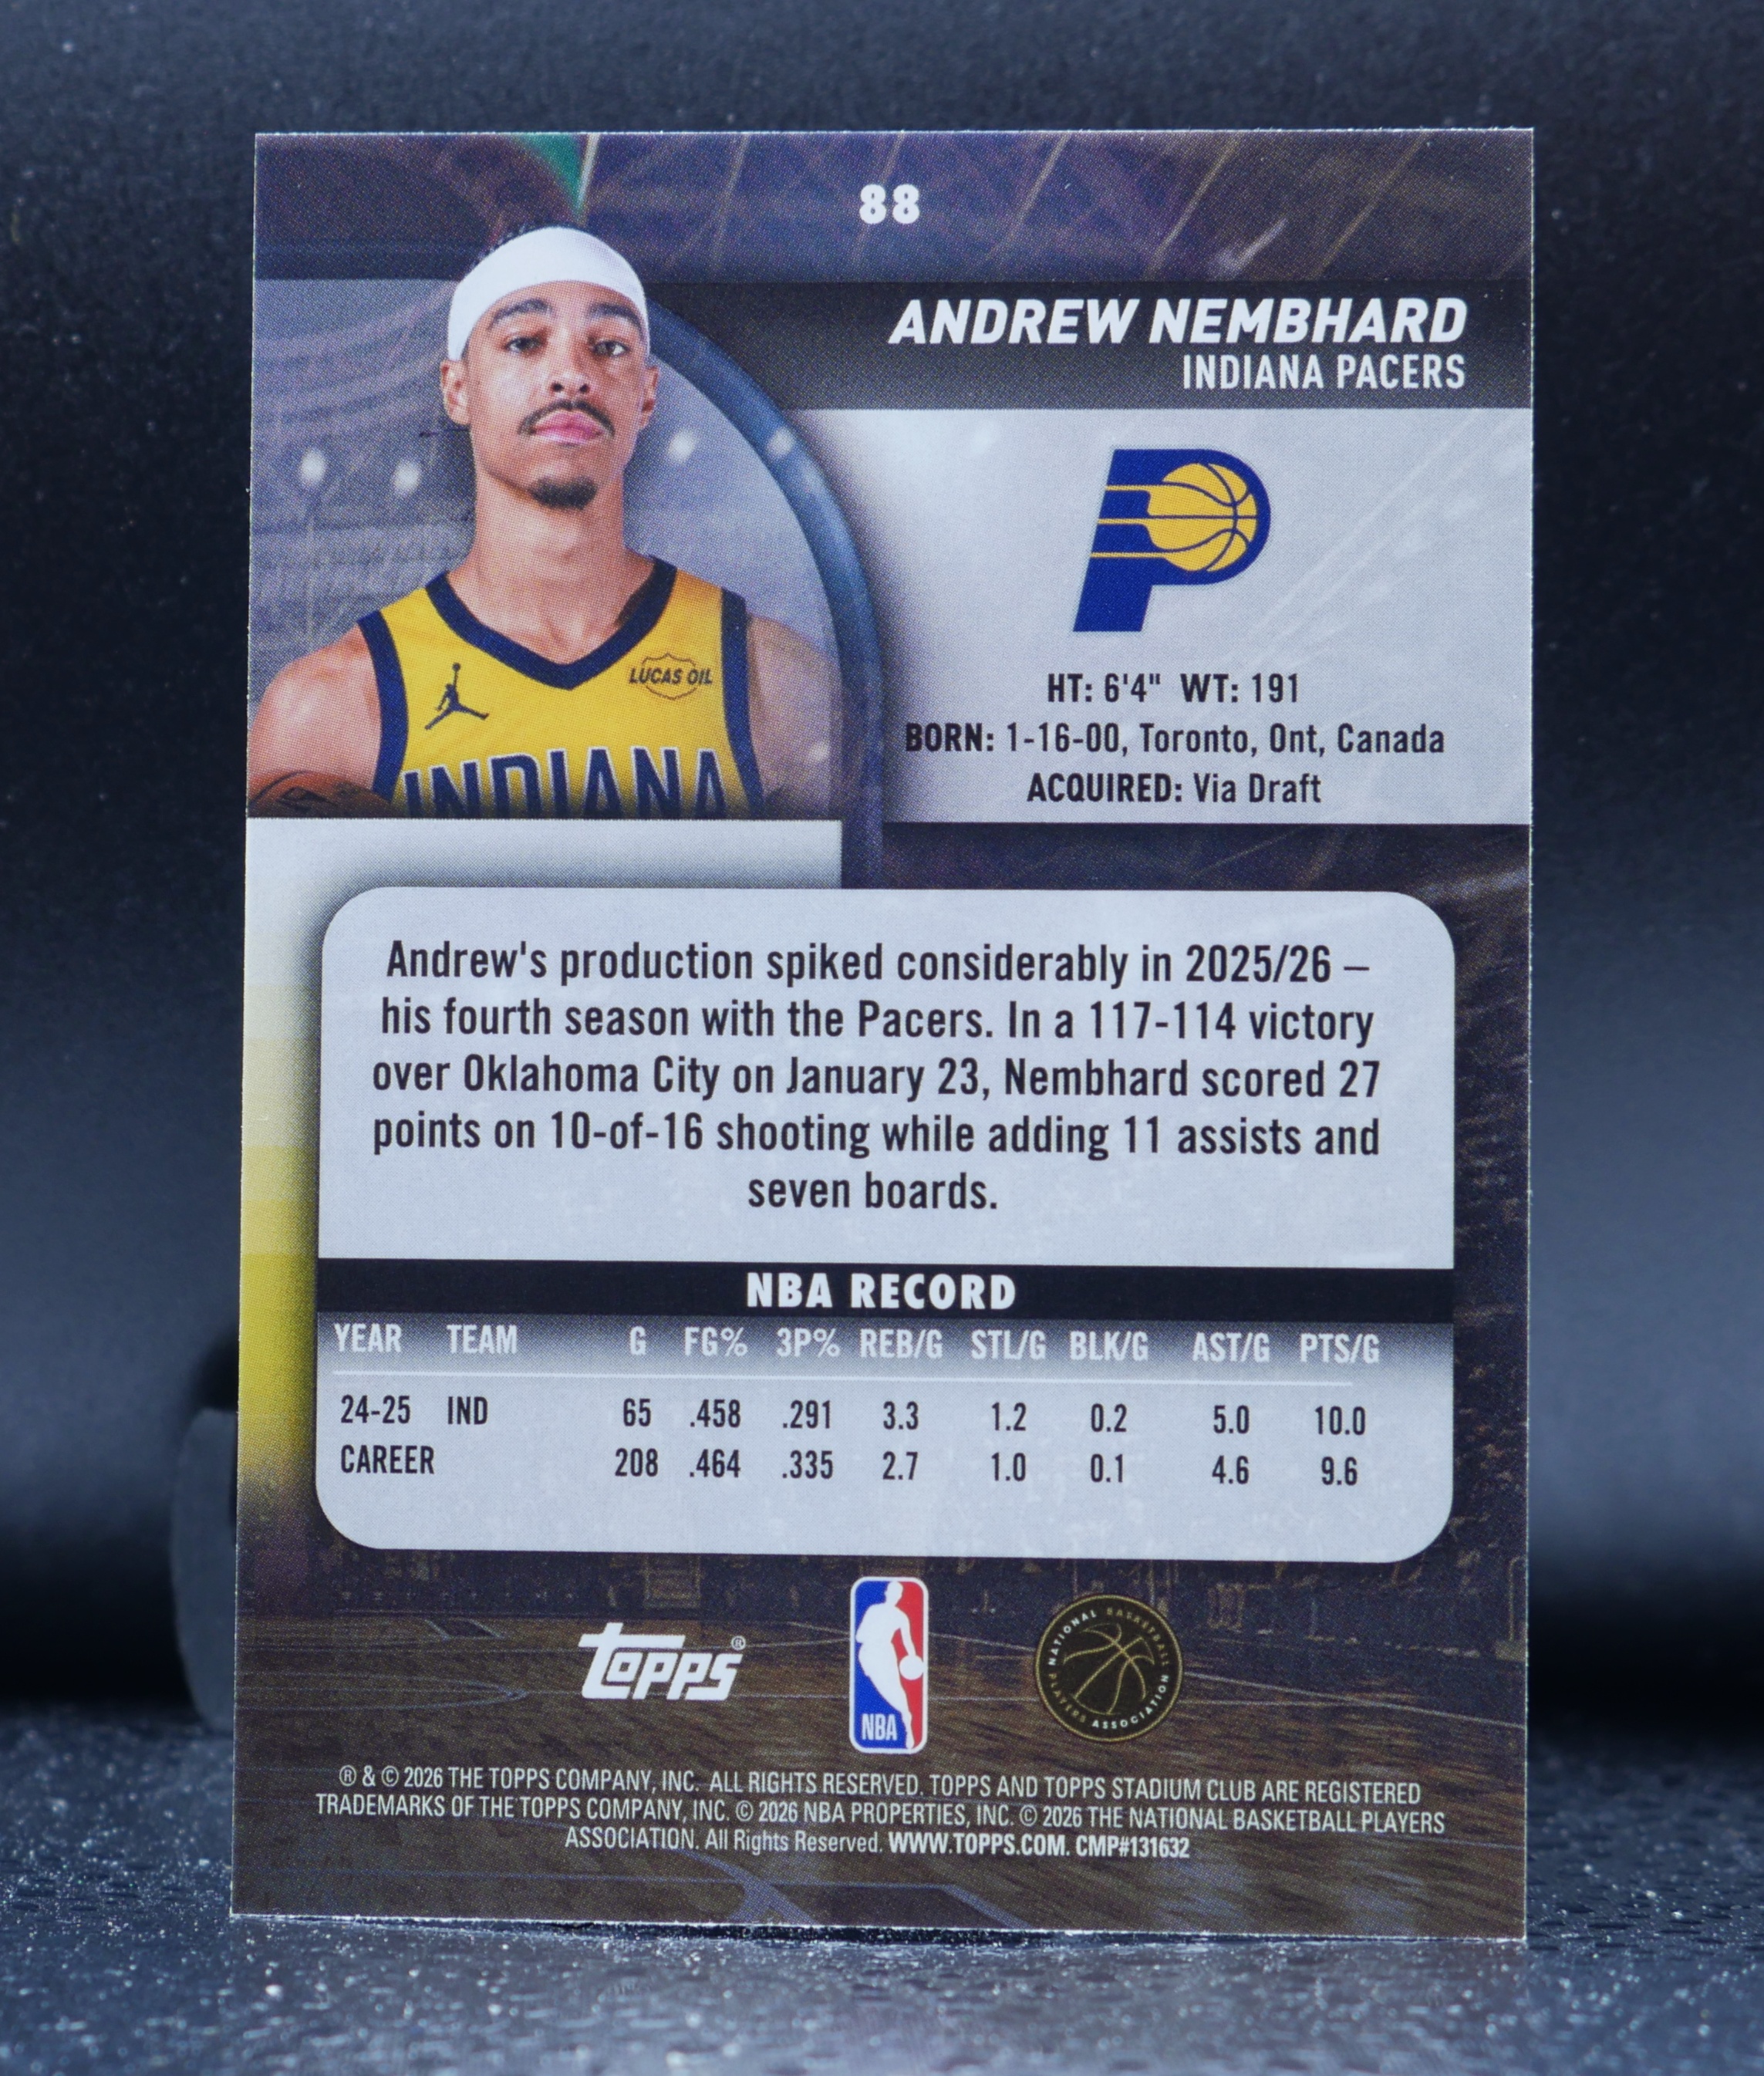 88
ANDREW NEMBHARD
INDIANA PACERS
LUCAS OIL
INDIANA
HT: 6'4" WT: 191
BORN: 1-16-00, Toronto, Ont, Canada
ACQUIRED: Via Draft
Andrew's production spiked considerably in 2025/26 –
his fourth season with the Pacers. In a 117-114 victory
over Oklahoma City on January 23, Nembhard scored 27
points on 10-of-16 shooting while adding 11 assists and
seven boards.
NBA RECORD
YEAR TEAM G FG% 3P% REB/G STL/G BLK/G AST/G PTS/G
24-25 IND 65 .458 .291 3.3 1.2 0.2 5.0 10.0
CAREER 208 .464 .335 2.7 1.0 0.1 4.6 9.6
topps®
NBA
NATIONAL BASKETBALL PLAYERS ASSOCIATION
® & © 2026 THE TOPPS COMPANY, INC. ALL RIGHTS RESERVED. TOPPS AND TOPPS STADIUM CLUB ARE REGISTERED
TRADEMARKS OF THE TOPPS COMPANY, INC. © 2026 NBA PROPERTIES, INC. © 2026 THE NATIONAL BASKETBALL PLAYERS
ASSOCIATION. All Rights Reserved. WWW.TOPPS.COM. CMP#131632